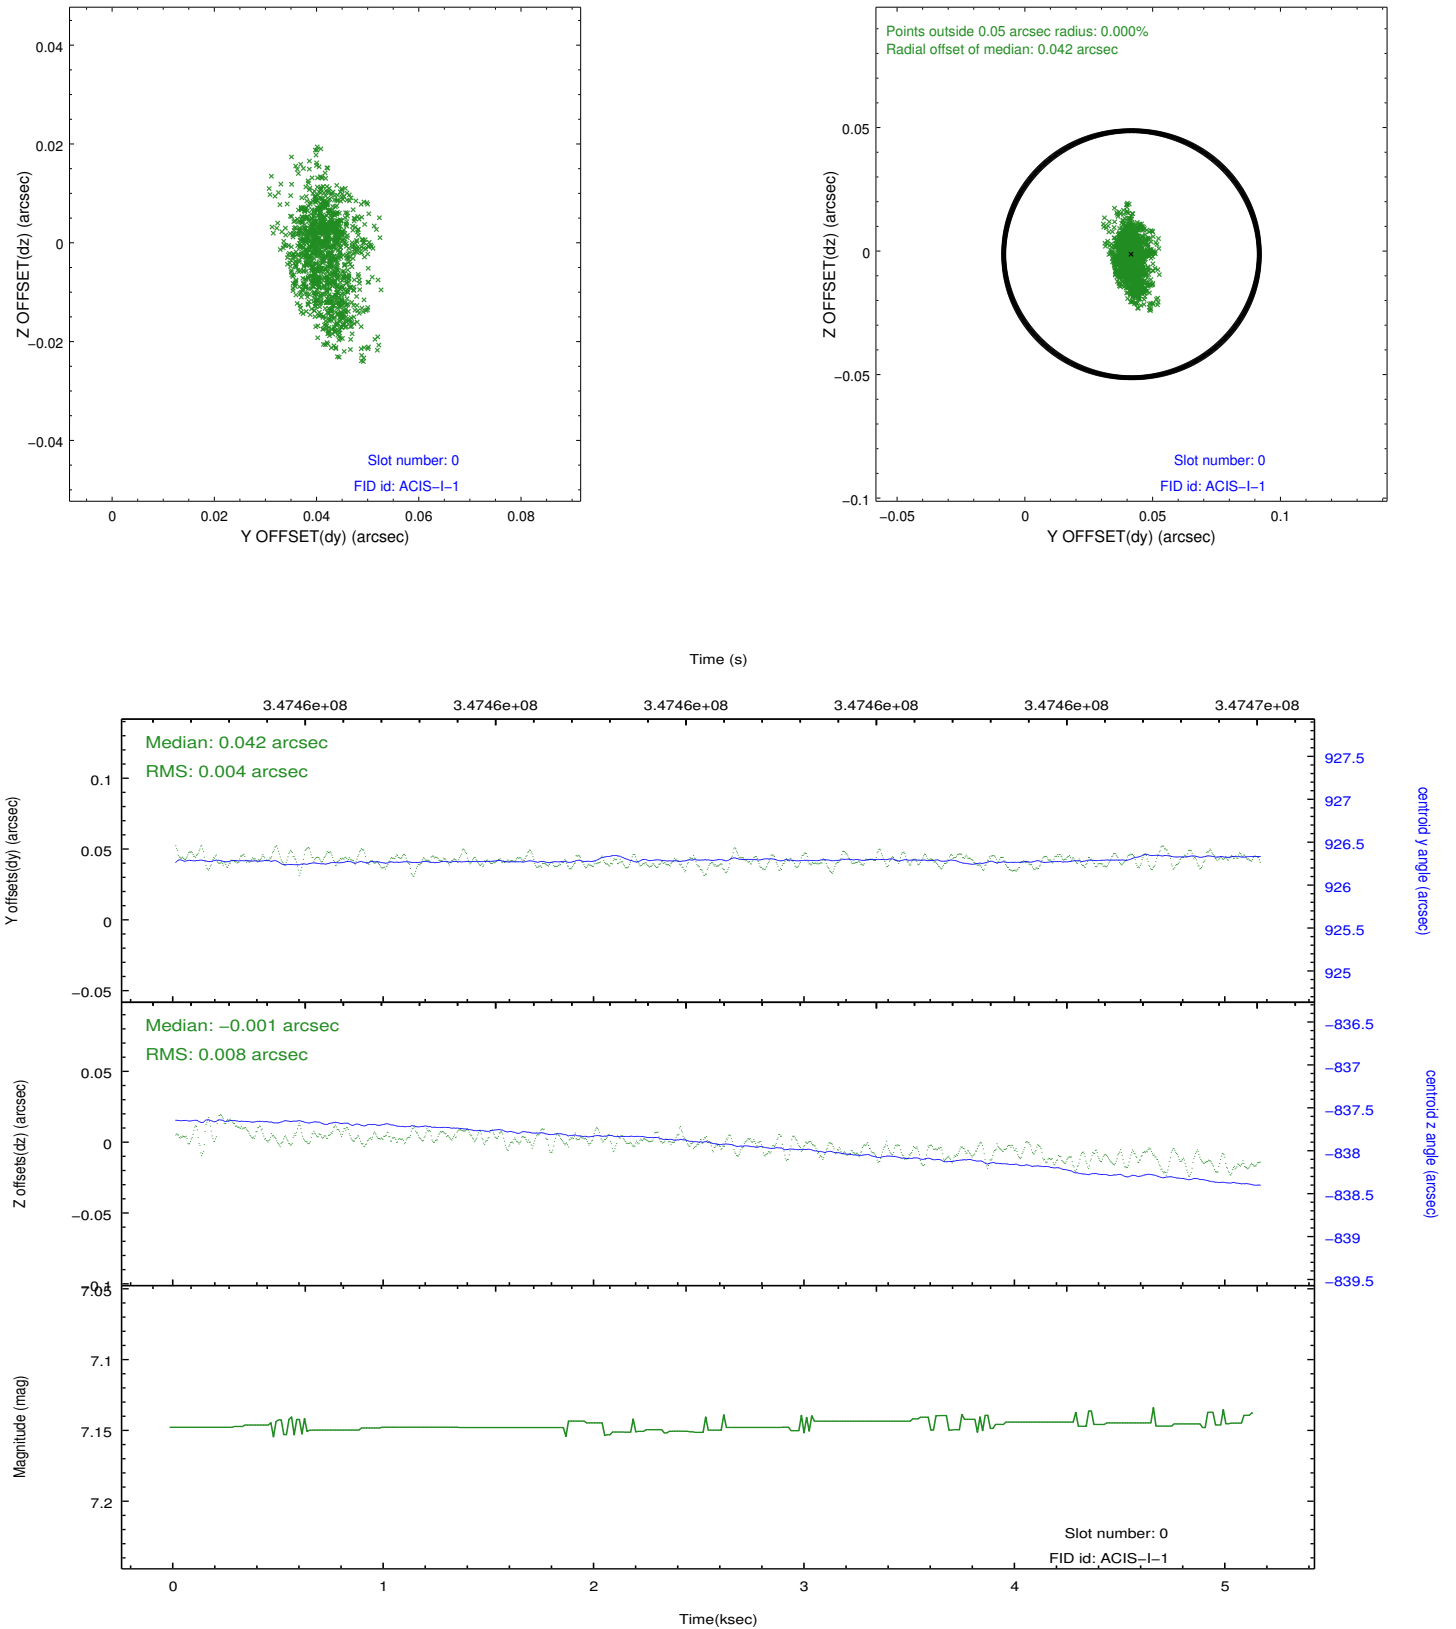 0.04
0.02
0
−0.02
−0.04
Z OFFSET(dz) (arcsec)
Slot number: 0
FID id: ACIS−I−1
0
0.02
0.04
0.06
0.08
Y OFFSET(dy) (arcsec)
Points outside 0.05 arcsec radius: 0.000%
Radial offset of median: 0.042 arcsec
0.05
0
−0.05
−0.1
Z OFFSET(dz) (arcsec)
Slot number: 0
FID id: ACIS−I−1
−0.05
0
0.05
0.1
Y OFFSET(dy) (arcsec)
Time (s)
3.4746e+08
3.4746e+08
3.4746e+08
3.4746e+08
3.4746e+08
3.4747e+08
Median: 0.042 arcsec
RMS: 0.004 arcsec
0.1
0.05
0
−0.05
Y offsets(dy) (arcsec)
927.5
927
926.5
926
925.5
925
centroid y angle (arcsec)
Median: −0.001 arcsec
RMS: 0.008 arcsec
0.05
0
−0.05
−0.1
Z offsets(dz) (arcsec)
−836.5
−837
−837.5
−838
−838.5
−839
−839.5
centroid z angle (arcsec)
7.05
7.1
7.15
7.2
Magnitude (mag)
Slot number: 0
FID id: ACIS−I−1
0
1
2
3
4
5
Time(ksec)